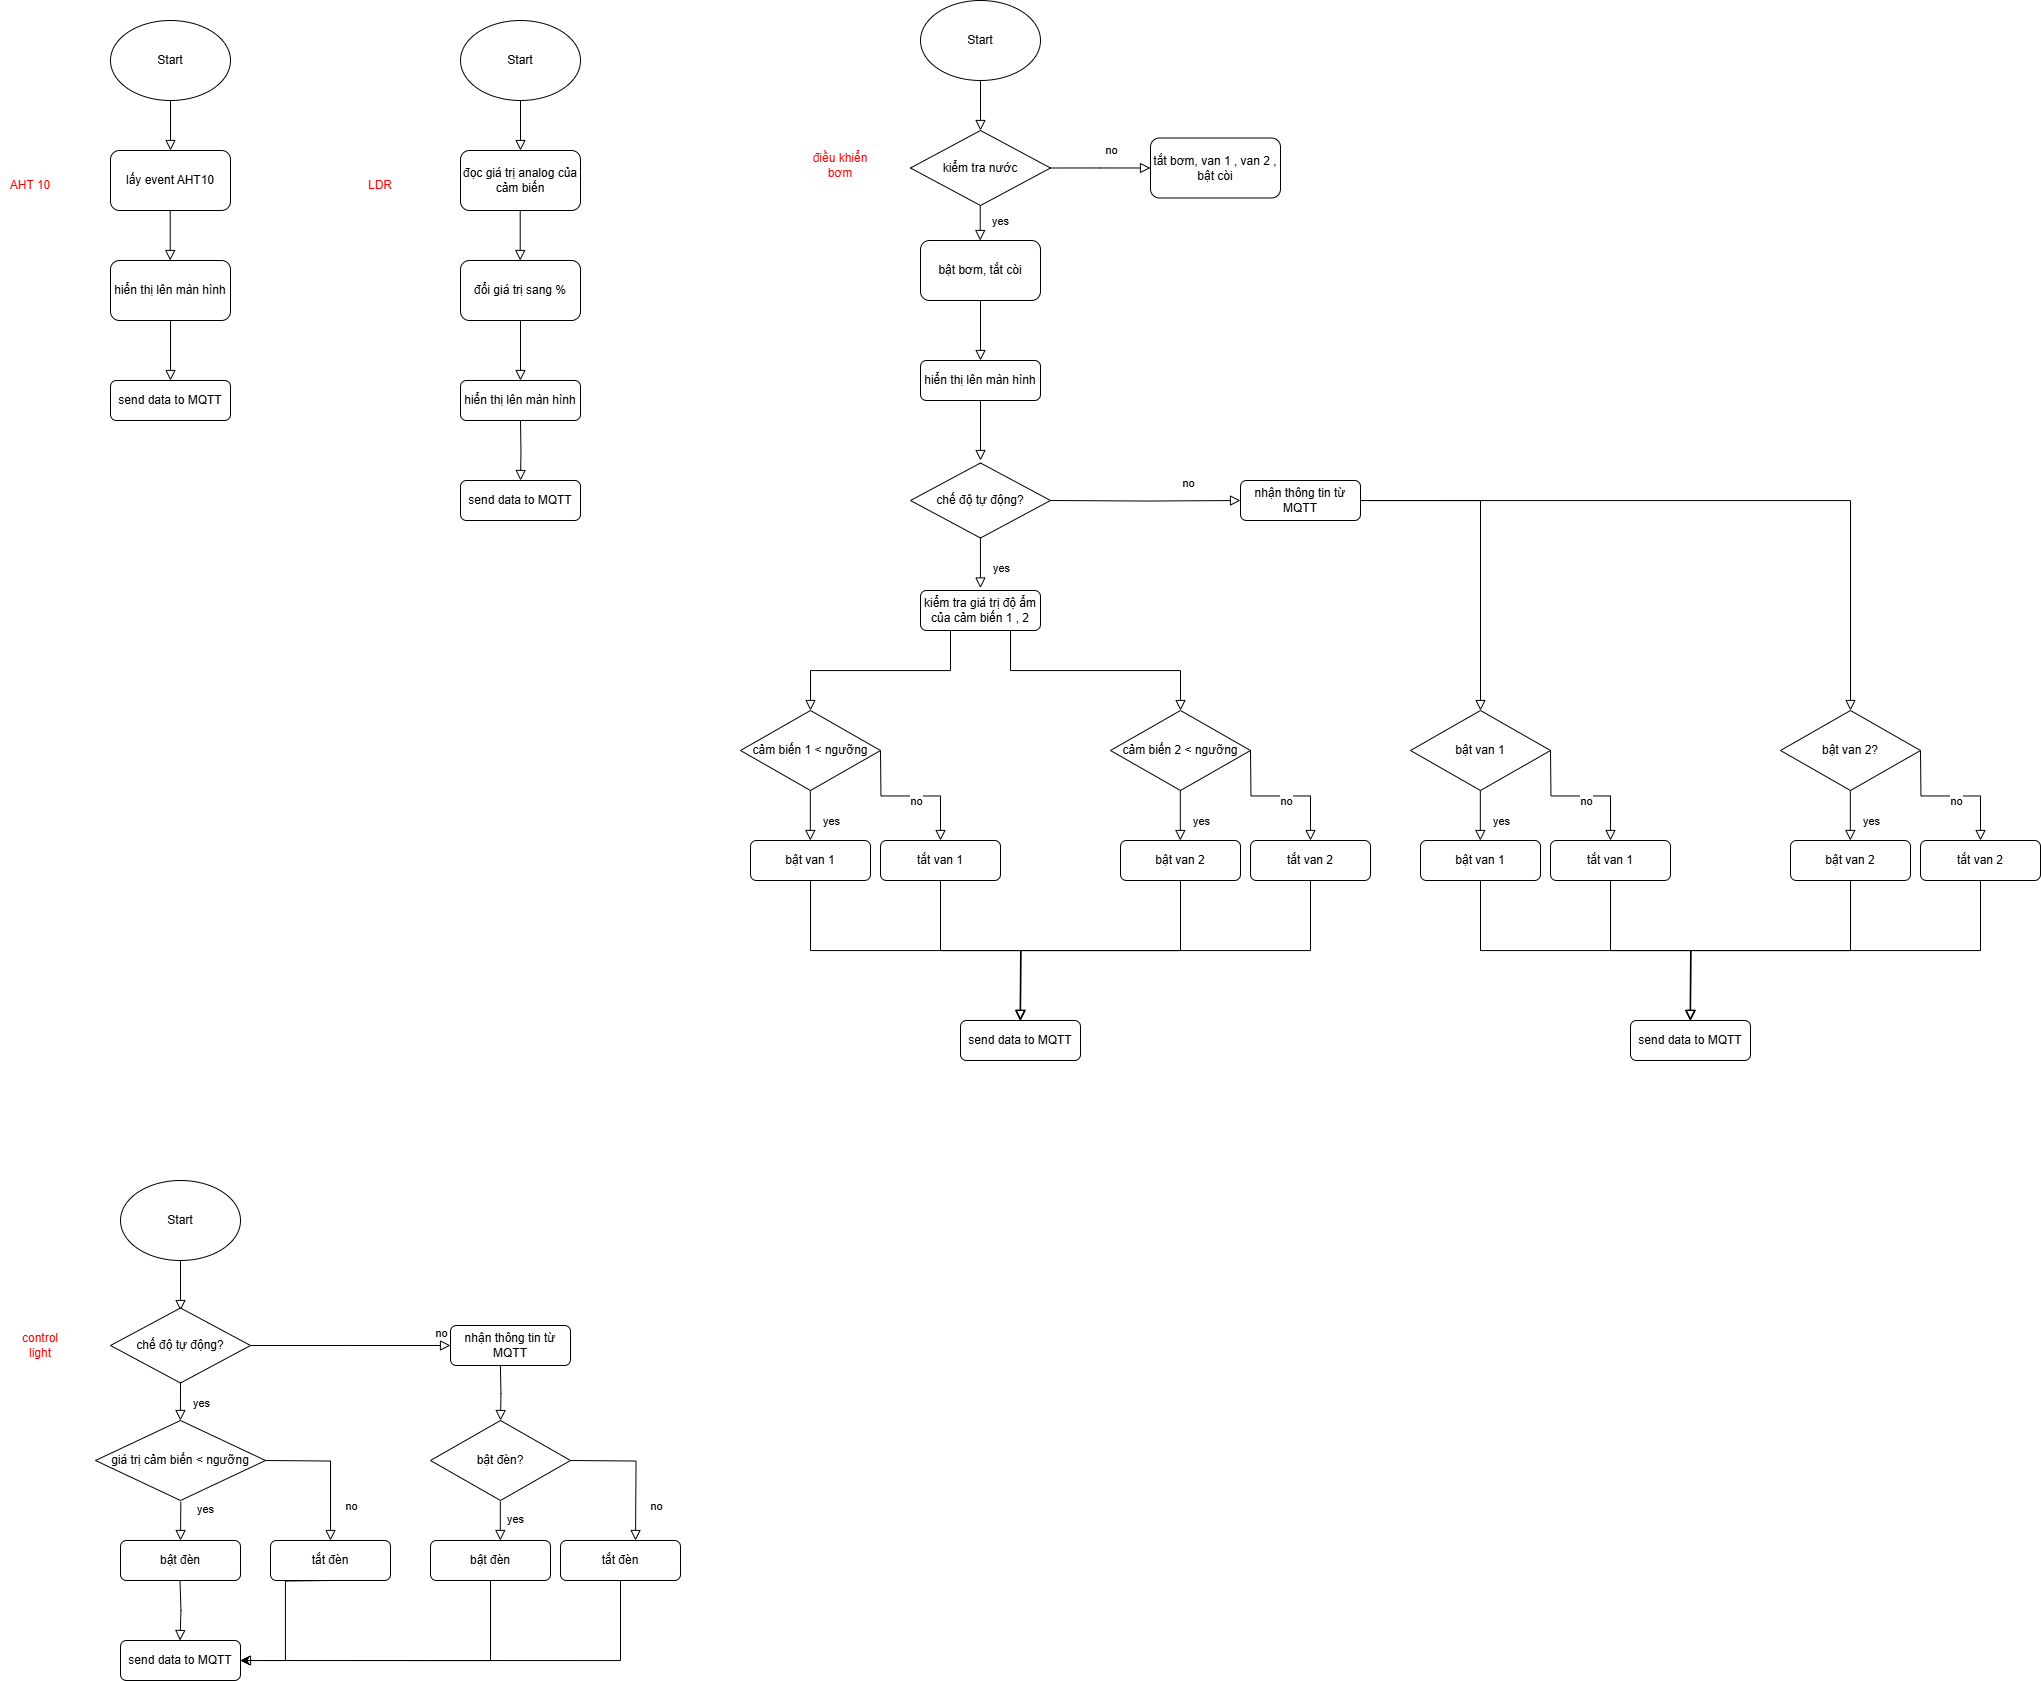 Start
AHT 10
lấy event AHT10
hiển thị lên màn hình
send data to MQTT
Start
LDR
đọc giá trị analog của
cảm biến
đổi giá trị sang %
hiển thị lên màn hình
send data to MQTT
Start
điều khiển
bơm
kiểm tra nước
no
tắt bơm, van 1 , van 2 ,
bật còi
yes
bật bơm, tắt còi
hiển thị lên màn hình
chế độ tự động?
no
nhận thông tin từ
MQTT
yes
kiểm tra giá trị độ ẩm
của cảm biến 1 , 2
cảm biến 1 < ngưỡng
no
yes
bật van 1
tắt van 1
cảm biến 2 < ngưỡng
no
yes
bật van 2
tắt van 2
send data to MQTT
bật van 1
no
yes
bật van 1
tắt van 1
bật van 2?
no
yes
bật van 2
tắt van 2
send data to MQTT
Start
control
light
chế độ tự động?
no
nhận thông tin từ
MQTT
yes
giá trị cảm biến < ngưỡng
yes
no
bật đèn
tắt đèn
bật đèn?
yes
no
bật đèn
tắt đèn
send data to MQTT